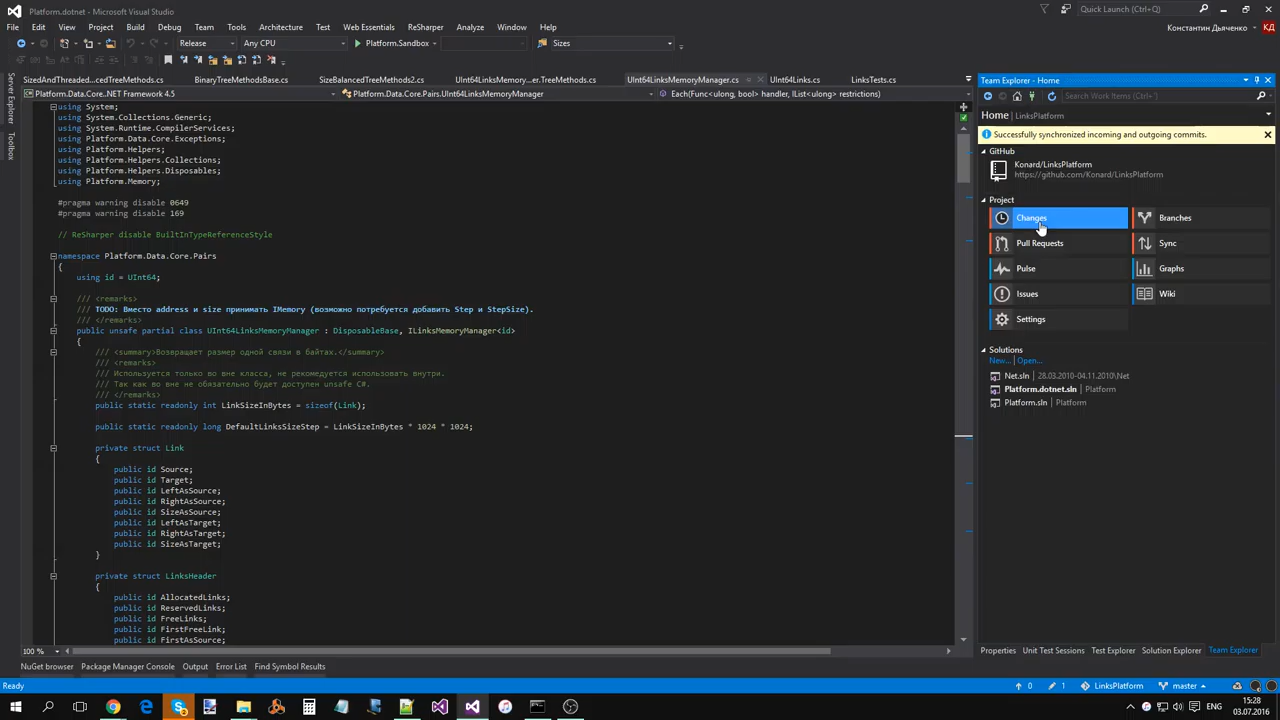 Platform.dotnet - Microsoft Visual Studio
Quick Launch (Ctrl+Q)
File Edit View Project Build Debug Team Tools Test Web Essentials ReSharper Architecture Analyze Window Help
Константин Дьяченко КД
Release Any CPU Platform.Sandbox Sizes
Server Explorer
Toolbox
SizedAndThreaded...cedTreeMethods.cs BinaryTreeMethodsBase.cs SizeBalancedTreeMethods2.cs UInt64LinksMemory...erTreeMethods.cs UInt64LinksMemoryManager.cs UInt64Links.cs LinksTests.cs
Platform.Data.Core..NET Framework 4.5 Platform.Data.Core.Pairs.UInt64LinksMemoryManager Each(Func<ulong, bool> handler, IList<ulong> restrictions)
using System;
using System.Collections.Generic;
using System.Runtime.CompilerServices;
using Platform.Data.Core.Exceptions;
using Platform.Helpers;
using Platform.Helpers.Collections;
using Platform.Helpers.Disposables;
using Platform.Memory;
#pragma warning disable 0649
#pragma warning disable 169
// ReSharper disable BuiltInTypeReferenceStyle
namespace Platform.Data.Core.Pairs
{
using id = UInt64;
/// <remarks>
/// TODO: Вместо address и size принимать IMemory (возможно потребуется добавить Step и StepSize).
/// </remarks>
public unsafe partial class UInt64LinksMemoryManager : DisposableBase, ILinksMemoryManager<id>
{
/// <summary>Возвращает размер одной связи в байтах.</summary>
/// <remarks>
/// Используется только во вне класса, не рекомедуется использовать внутри.
/// Так как во вне не обязательно будет доступен unsafe C#.
/// </remarks>
public static readonly int LinkSizeInBytes = sizeof(Link);
public static readonly long DefaultLinksSizeStep = LinkSizeInBytes * 1024 * 1024;
private struct Link
{
public id Source;
public id Target;
public id LeftAsSource;
public id RightAsSource;
public id SizeAsSource;
public id LeftAsTarget;
public id RightAsTarget;
public id SizeAsTarget;
}
private struct LinksHeader
{
public id AllocatedLinks;
public id ReservedLinks;
public id FreeLinks;
public id FirstFreeLink;
public id FirstAsSource;
100 %
Team Explorer - Home
Search Work Items (Ctrl+')
Home | LinksPlatform
Successfully synchronized incoming and outgoing commits.
GitHub
Konard/LinksPlatform
https://github.com/Konard/LinksPlatform
Project
Changes Branches
Pull Requests Sync
Pulse Graphs
Issues Wiki
Settings
Solutions
New... Open...
Net.sln | 28.03.2010-04.11.2010\Net
Platform.dotnet.sln | Platform
Platform.sln | Platform
Properties Unit Test Sessions Test Explorer Solution Explorer Team Explorer
NuGet browser Package Manager Console Output Error List Find Symbol Results
Ready 0 1 LinksPlatform master
15:28
ENG
03.07.2016